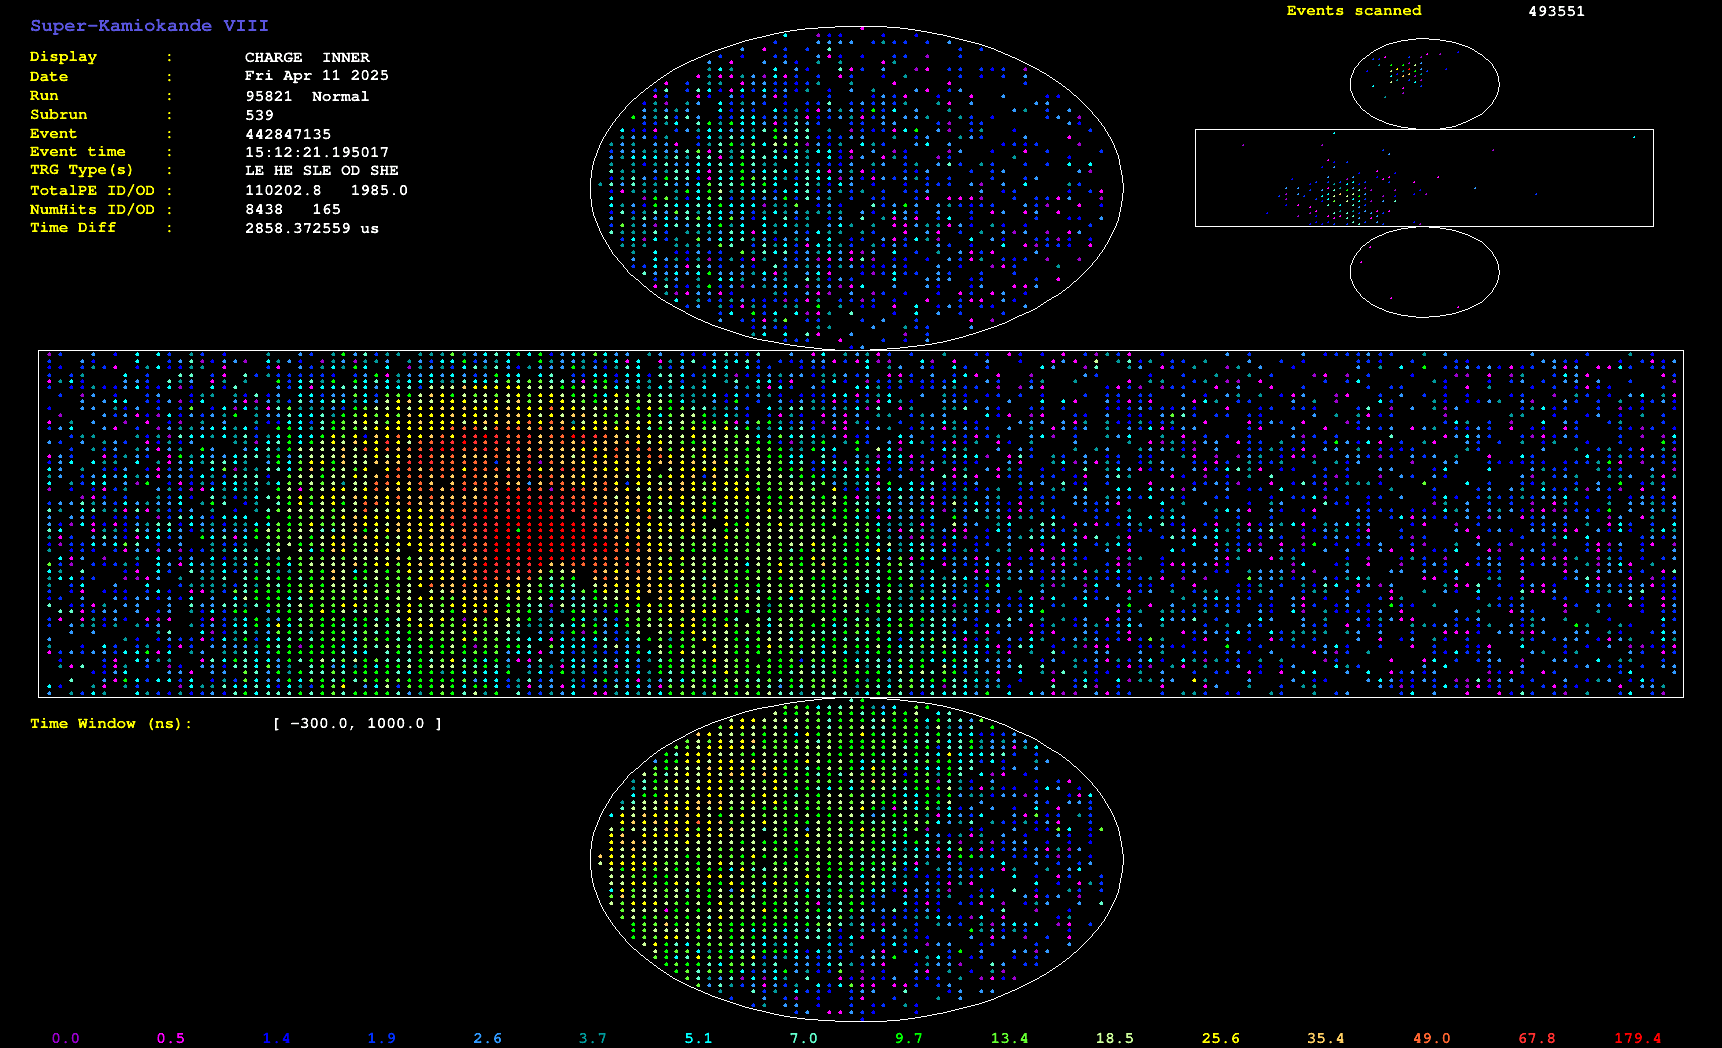 Super-Kamiokande VIII
Display : CHARGE INNER
Date : Fri Apr 11 2025
Run : 95821 Normal
Subrun : 539
Event : 442847135
Event time : 15:12:21.195017
TRG Type(s) : LE HE SLE OD SHE
TotalPE ID/OD : 110202.8 1985.0
NumHits ID/OD : 8438 165
Time Diff : 2858.372559 us
Events scanned 493551
Time Window (ns): [ -300.0, 1000.0 ]
0.0 0.5 1.4 1.9 2.6 3.7 5.1 7.0 9.7 13.4 18.5 25.6 35.4 49.0 67.8 179.4